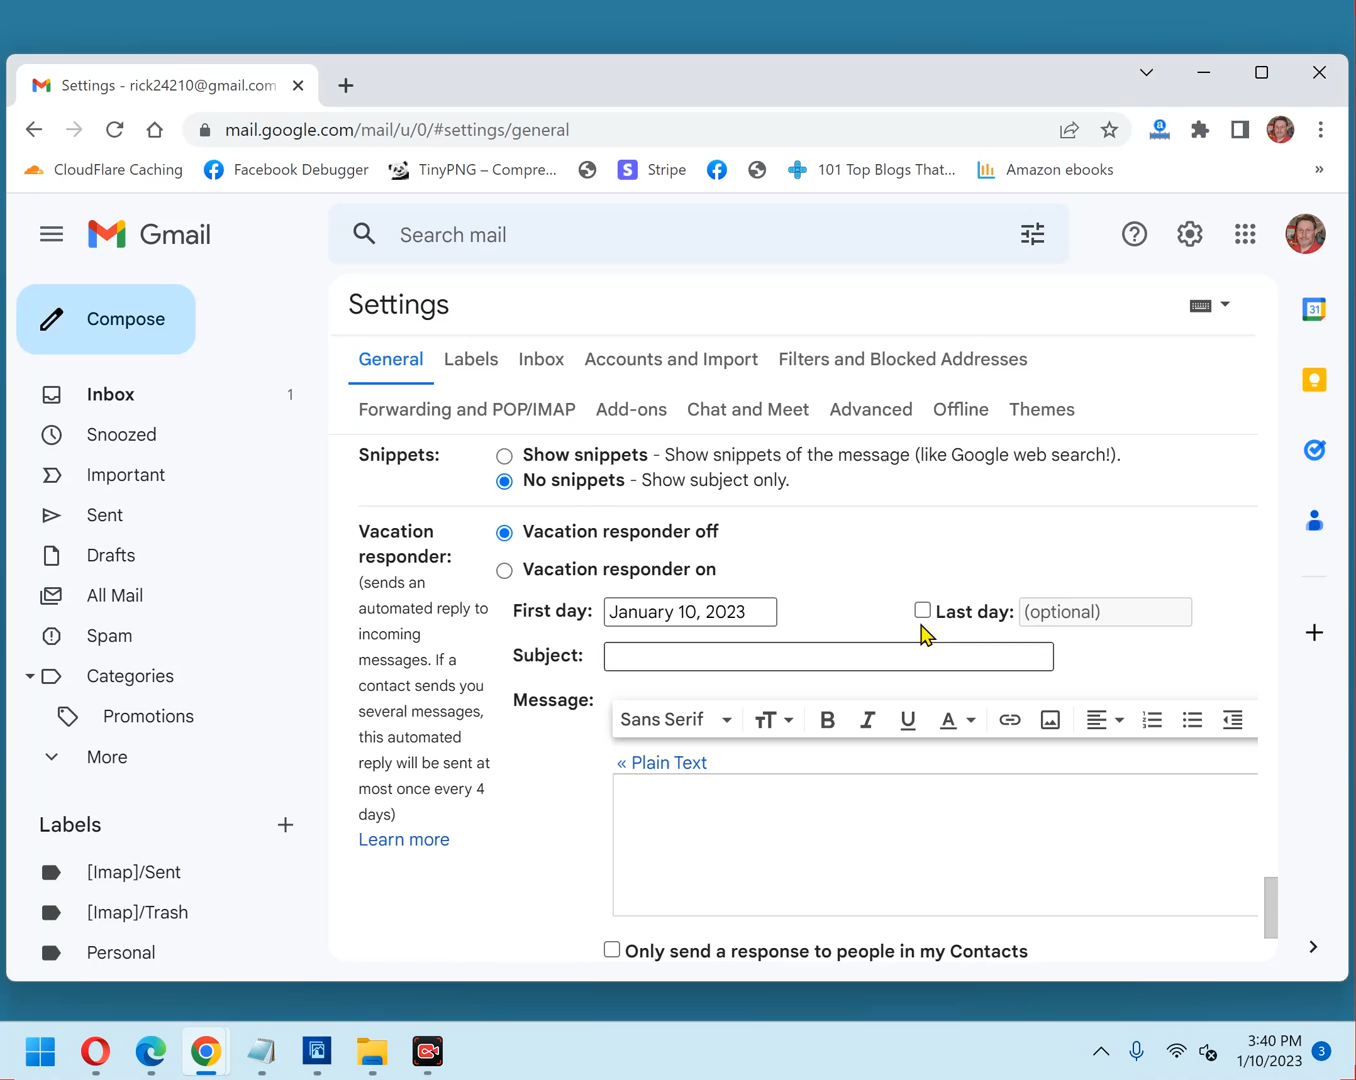 Settings - rick24210@gmail.com
mail.google.com/mail/u/0/#settings/general
CloudFlare Caching
Facebook Debugger
TinyPNG – Compre...
Stripe
101 Top Blogs That...
Amazon ebooks
»
Gmail
Search mail
Compose
Inbox 1
Snoozed
Important
Sent
Drafts
All Mail
Spam
Categories
Promotions
More
Labels
[Imap]/Sent
[Imap]/Trash
Personal
Settings
General Labels Inbox Accounts and Import Filters and Blocked Addresses
Forwarding and POP/IMAP Add-ons Chat and Meet Advanced Offline Themes
Snippets:
Show snippets - Show snippets of the message (like Google web search!).
No snippets - Show subject only.
Vacation
responder:
(sends an
automated reply to
incoming
messages. If a
contact sends you
several messages,
this automated
reply will be sent at
most once every 4
days)
Learn more
Vacation responder off
Vacation responder on
First day: January 10, 2023 Last day: (optional)
Subject:
Message:
Sans Serif
« Plain Text
Only send a response to people in my Contacts
31
3:40 PM
1/10/2023
3